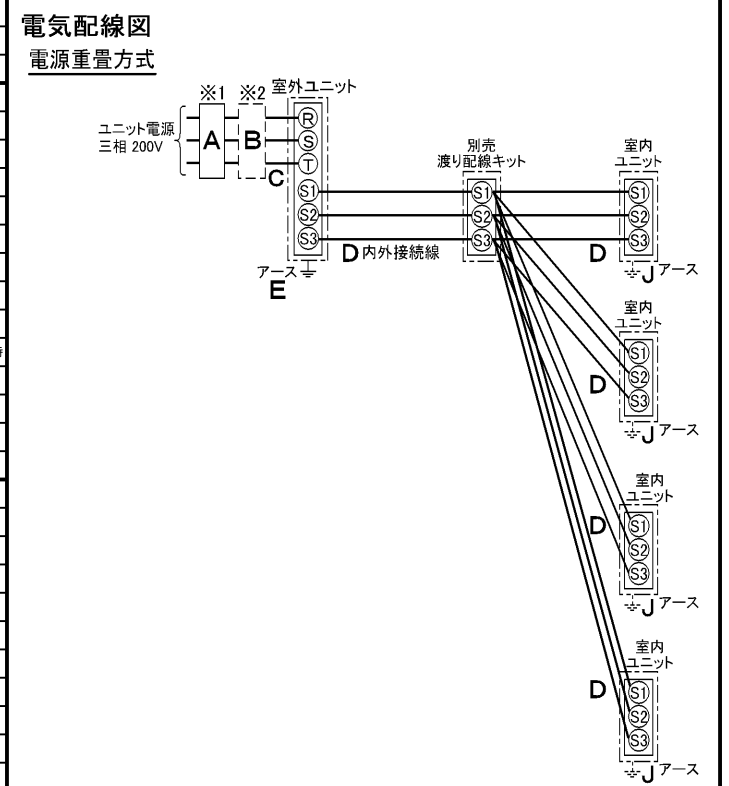 電気配線図
電源重畳方式
※1 ※2 室外ユニット
ユニット電源
三相 200V
A
B
C
R
S
T
S1
S2
S3
アース
E
D 内外接続線
別売
渡り配線キット
S1
S2
S3
室内
ユニット
S1
S2
S3
D
J アース
室内
ユニット
S1
S2
S3
D
J アース
室内
ユニット
S1
S2
S3
D
J アース
室内
ユニット
S1
S2
S3
D
J アース